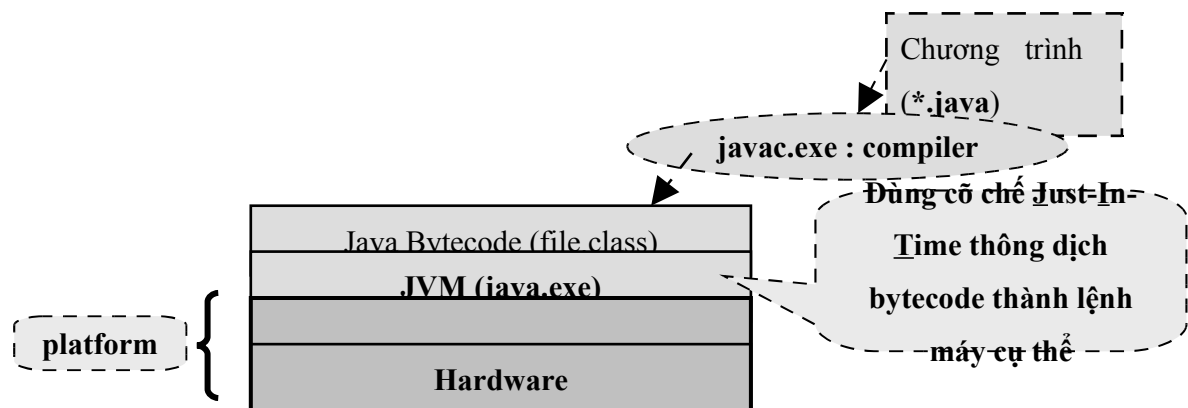 Chương trình
(*.java)
javac.exe : compiler
Đùng cõ chế Just-In-
Time thông dịch
bytecode thành lệnh
máy cụ thể
Java Bytecode (file class)
JVM (java.exe)
platform
Hardware